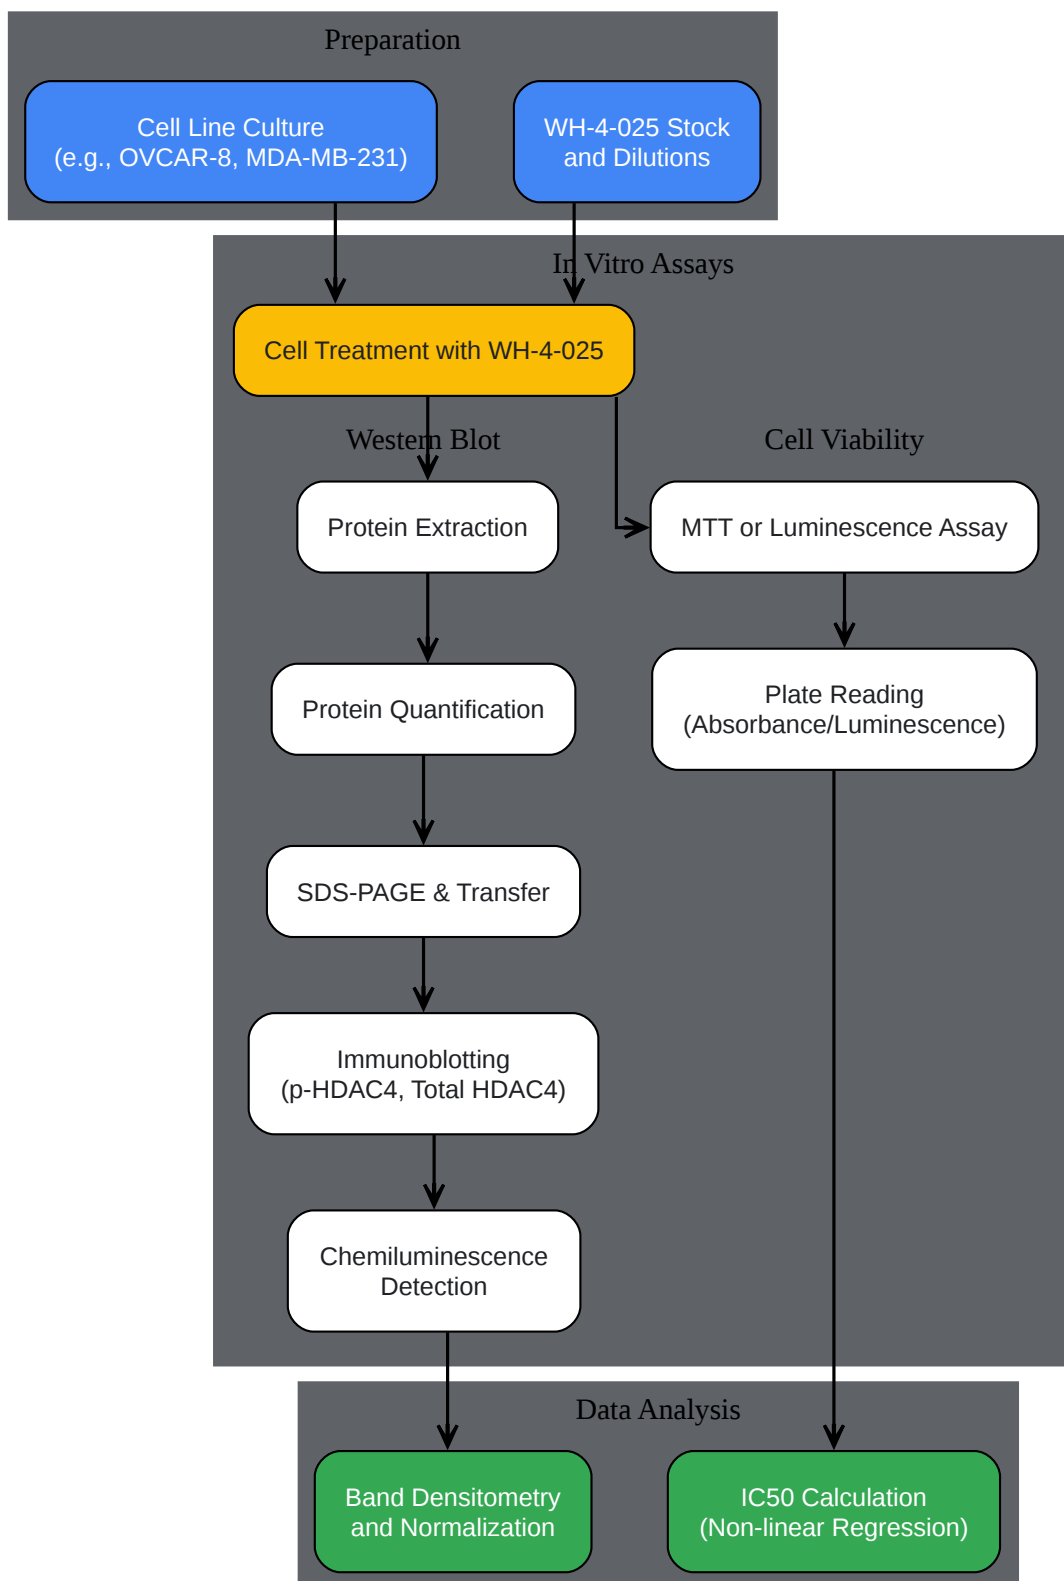 Preparation
Cell Line Culture
(e.g., OVCAR-8, MDA-MB-231)
WH-4-025 Stock
and Dilutions
In Vitro Assays
Cell Treatment with WH-4-025
Western Blot
Cell Viability
Protein Extraction
MTT or Luminescence Assay
Protein Quantification
Plate Reading
(Absorbance/Luminescence)
SDS-PAGE & Transfer
Immunoblotting
(p-HDAC4, Total HDAC4)
Chemiluminescence
Detection
Data Analysis
Band Densitometry
and Normalization
IC50 Calculation
(Non-linear Regression)